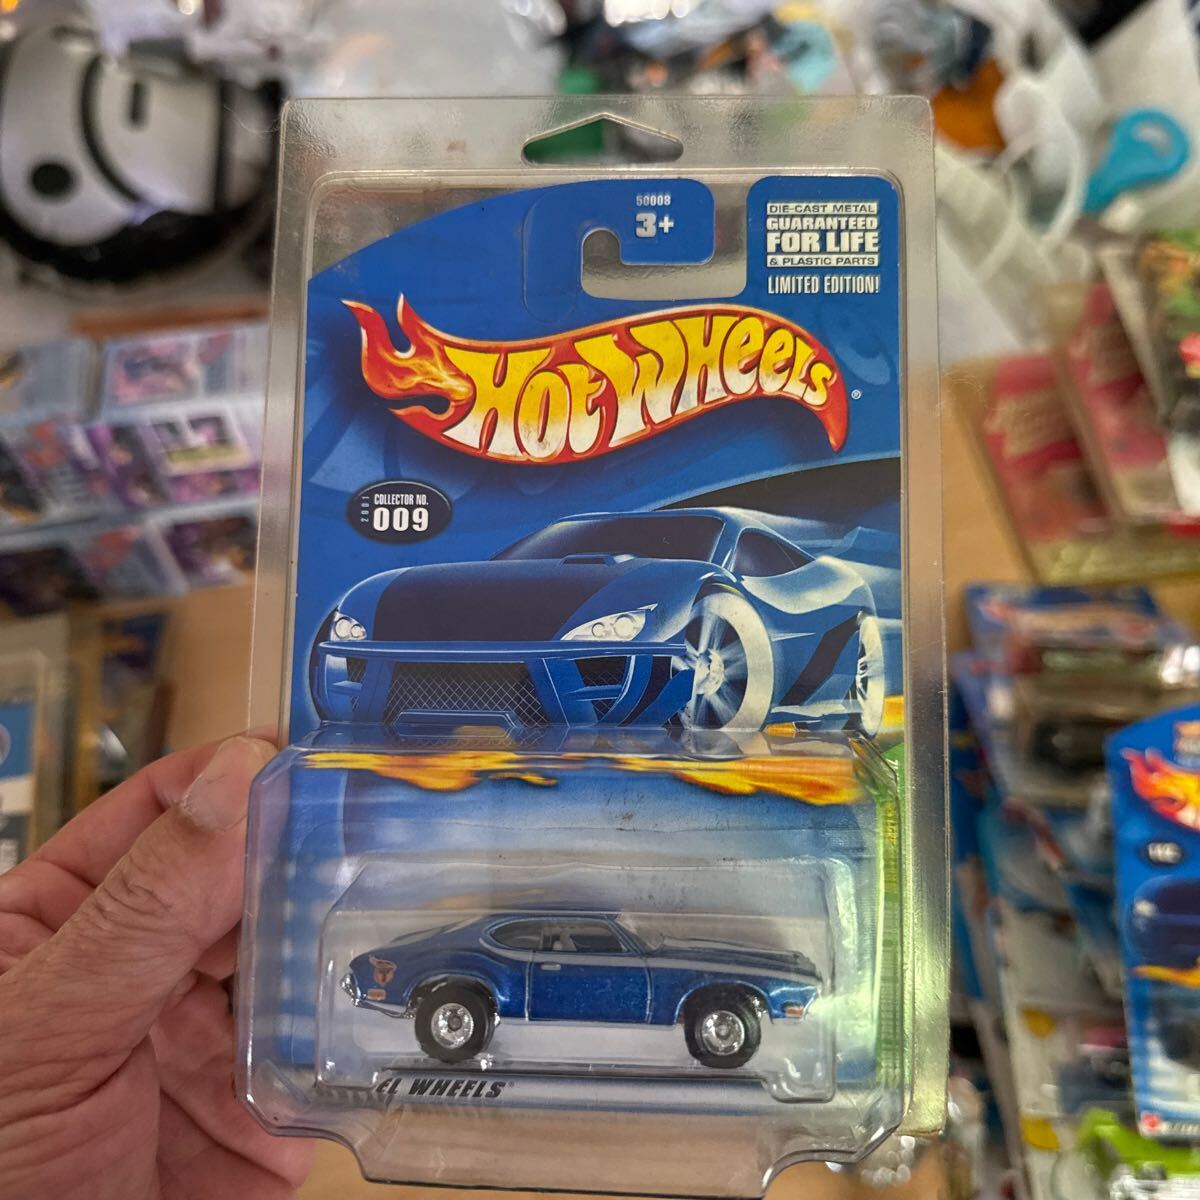 50008
3+
DIE-CAST METAL
GUARANTEED
FOR LIFE
& PLASTIC PARTS
LIMITED EDITION!
HOT WHEELS®
2001
COLLECTOR NO.
009
EL WHEELS
HOT